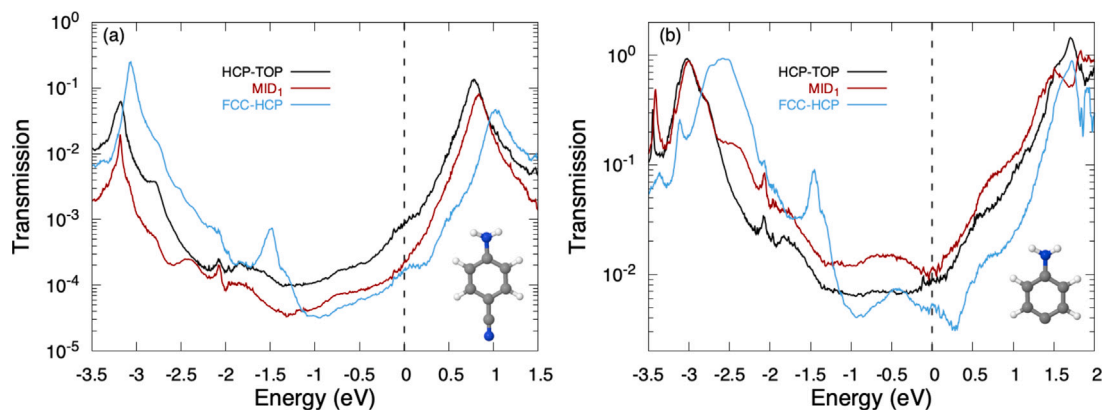 (a)
HCP-TOP
MID₁
FCC-HCP
Transmission
10⁰
10⁻¹
10⁻²
10⁻³
10⁻⁴
10⁻⁵
-3.5 -3 -2.5 -2 -1.5 -1 -0.5 0 0.5 1 1.5
Energy (eV)
(b)
HCP-TOP
MID₁
FCC-HCP
Transmission
10⁰
10⁻¹
10⁻²
-3.5 -3 -2.5 -2 -1.5 -1 -0.5 0 0.5 1 1.5 2
Energy (eV)